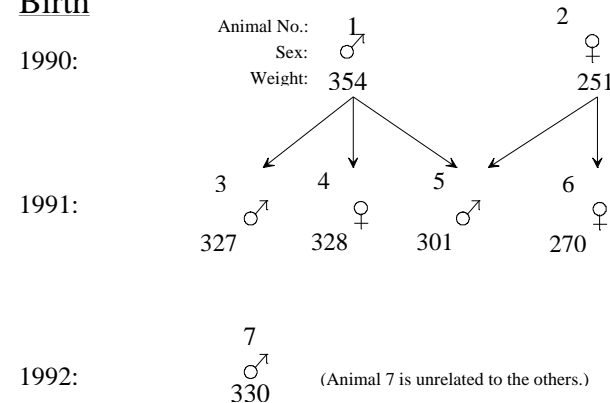 Birth
Animal No.: 1 2
Sex: ♂ ♀
1990:
Weight: 354 251
3 4 5 6
1991: ♂ ♀ ♂ ♀
327 328 301 270
7
♂
1992: (Animal 7 is unrelated to the others.)
330